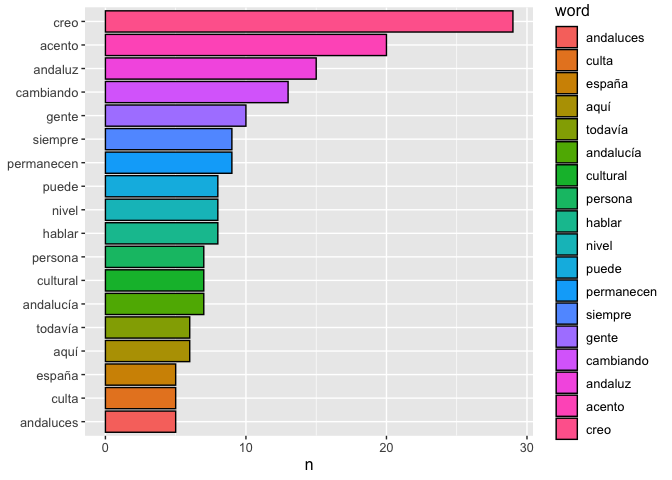 creo
acento
andaluz
cambiando
gente
siempre
permanecen
puede
nivel
hablar
persona
cultural
andalucía
todavía
aquí
españa
culta
andaluces
0 10 20 30
n
word
andaluces
culta
españa
aquí
todavía
andalucía
cultural
persona
hablar
nivel
puede
permanecen
siempre
gente
cambiando
andaluz
acento
creo